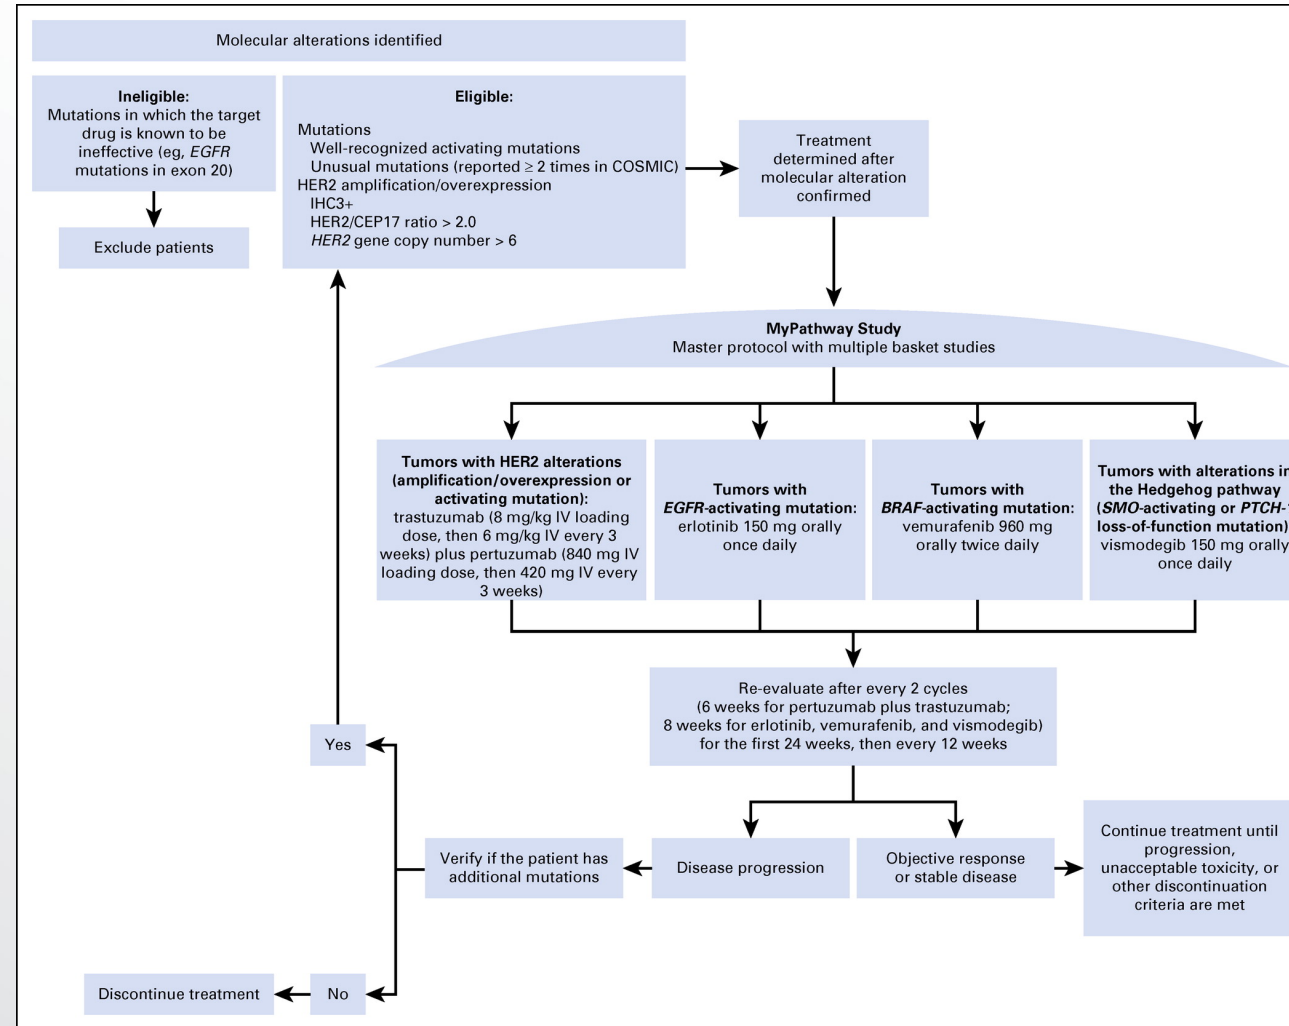 Molecular alterations identified
Ineligible:
Mutations in which the target
drug is known to be
ineffective (eg, EGFR
mutations in exon 20)
Exclude patients
Eligible:
Mutations
Well-recognized activating mutations
Unusual mutations (reported ≥ 2 times in COSMIC)
HER2 amplification/overexpression
IHC3+
HER2/CEP17 ratio > 2.0
HER2 gene copy number > 6
Treatment
determined after
molecular alteration
confirmed
MyPathway Study
Master protocol with multiple basket studies
Tumors with HER2 alterations
(amplification/overexpression or
activating mutation):
trastuzumab (8 mg/kg IV loading
dose, then 6 mg/kg IV every 3
weeks) plus pertuzumab (840 mg IV
loading dose, then 420 mg IV every
3 weeks)
Tumors with
EGFR-activating mutation:
erlotinib 150 mg orally
once daily
Tumors with
BRAF-activating mutation:
vemurafenib 960 mg
orally twice daily
Tumors with alterations in
the Hedgehog pathway
(SMO-activating or PTCH-1
loss-of-function mutation)
vismodegib 150 mg orally
once daily
Re-evaluate after every 2 cycles
(6 weeks for pertuzumab plus trastuzumab;
8 weeks for erlotinib, vemurafenib, and vismodegib)
for the first 24 weeks, then every 12 weeks
Yes
Verify if the patient has
additional mutations
Disease progression
Objective response
or stable disease
Continue treatment until
progression,
unacceptable toxicity, or
other discontinuation
criteria are met
Discontinue treatment
No